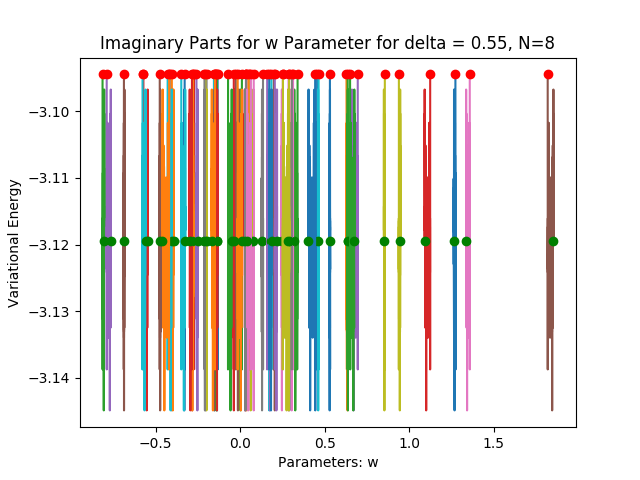 Imaginary Parts for w Parameter for delta = 0.55, N=8
Variational Energy
−3.10
−3.11
−3.12
−3.13
−3.14
−0.5 0.0 0.5 1.0 1.5
Parameters: w